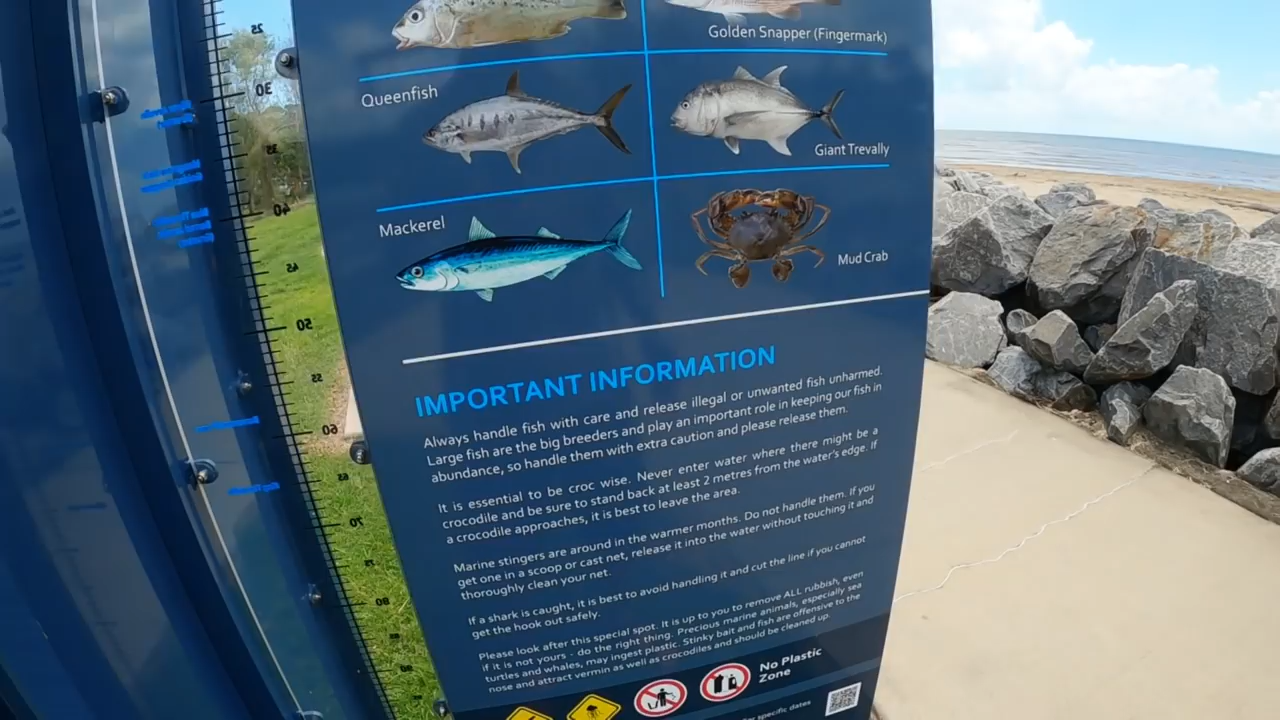 Golden Snapper (Fingermark)
Queenfish
Giant Trevally
Mackerel
Mud Crab
IMPORTANT INFORMATION
Always handle fish with care and release illegal or unwanted fish unharmed.
Large fish are the big breeders and play an important role in keeping our fish in
abundance, so handle them with extra caution and please release them.
It is essential to be croc wise. Never enter water where there might be a
crocodile and be sure to stand back at least 2 metres from the water's edge. If
a crocodile approaches, it is best to leave the area.
Marine stingers are around in the warmer months. Do not handle them. If you
get one in a scoop or cast net, release it into the water without touching it and
thoroughly clean your net.
If a shark is caught, it is best to avoid handling it and cut the line if you cannot
get the hook out safely.
Please look after this special spot. It is up to you to remove ALL rubbish, even
if it is not yours - do the right thing. Precious marine animals, especially sea
turtles and whales, may ingest plastic. Stinky bait and fish are offensive to the
nose and attract vermin as well as crocodiles and should be cleaned up.
No Plastic
Zone
specific dates
25
30
35
40
45
50
55
60
65
70
80